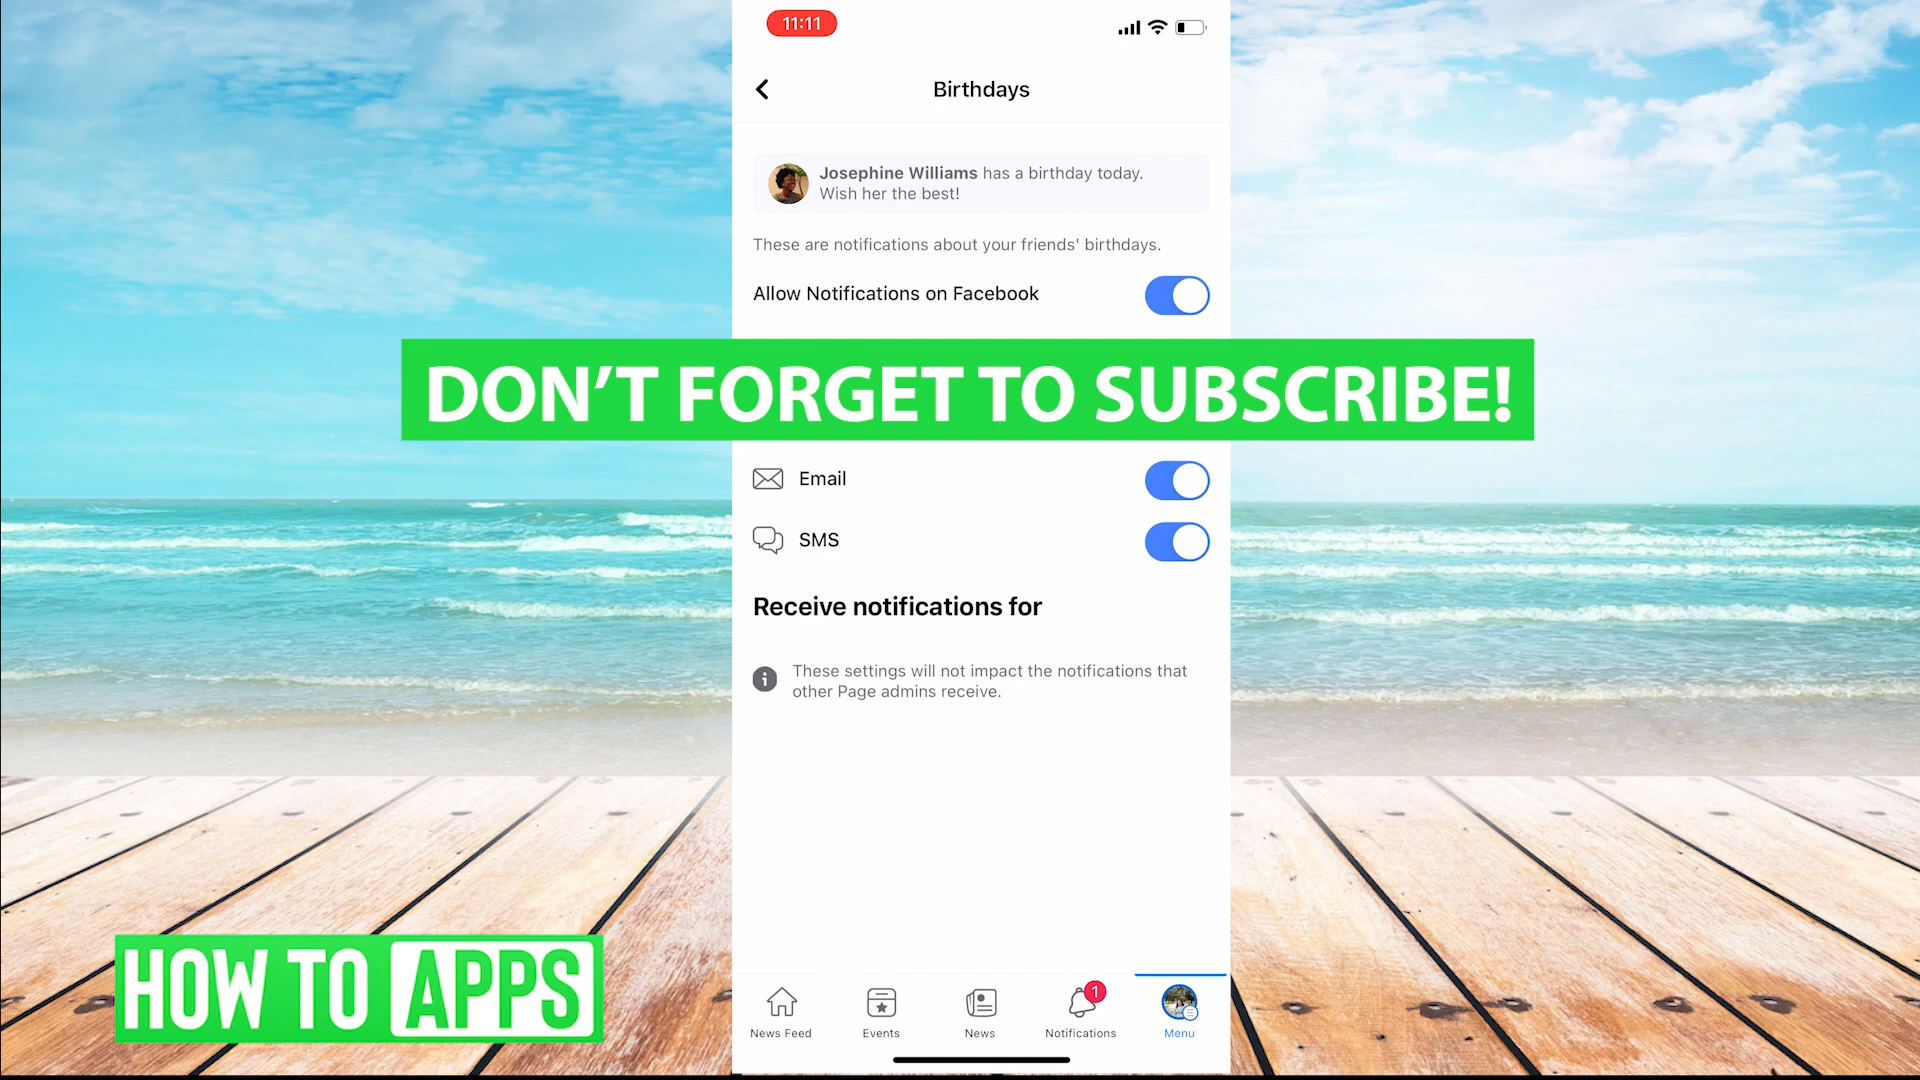 11:11
Birthdays
Josephine Williams has a birthday today.
Wish her the best!
These are notifications about your friends' birthdays.
Allow Notifications on Facebook
DON'T FORGET TO SUBSCRIBE!
Email
SMS
Receive notifications for
These settings will not impact the notifications that
other Page admins receive.
HOW TO APPS
1
News Feed
Events
News
Notifications
Menu